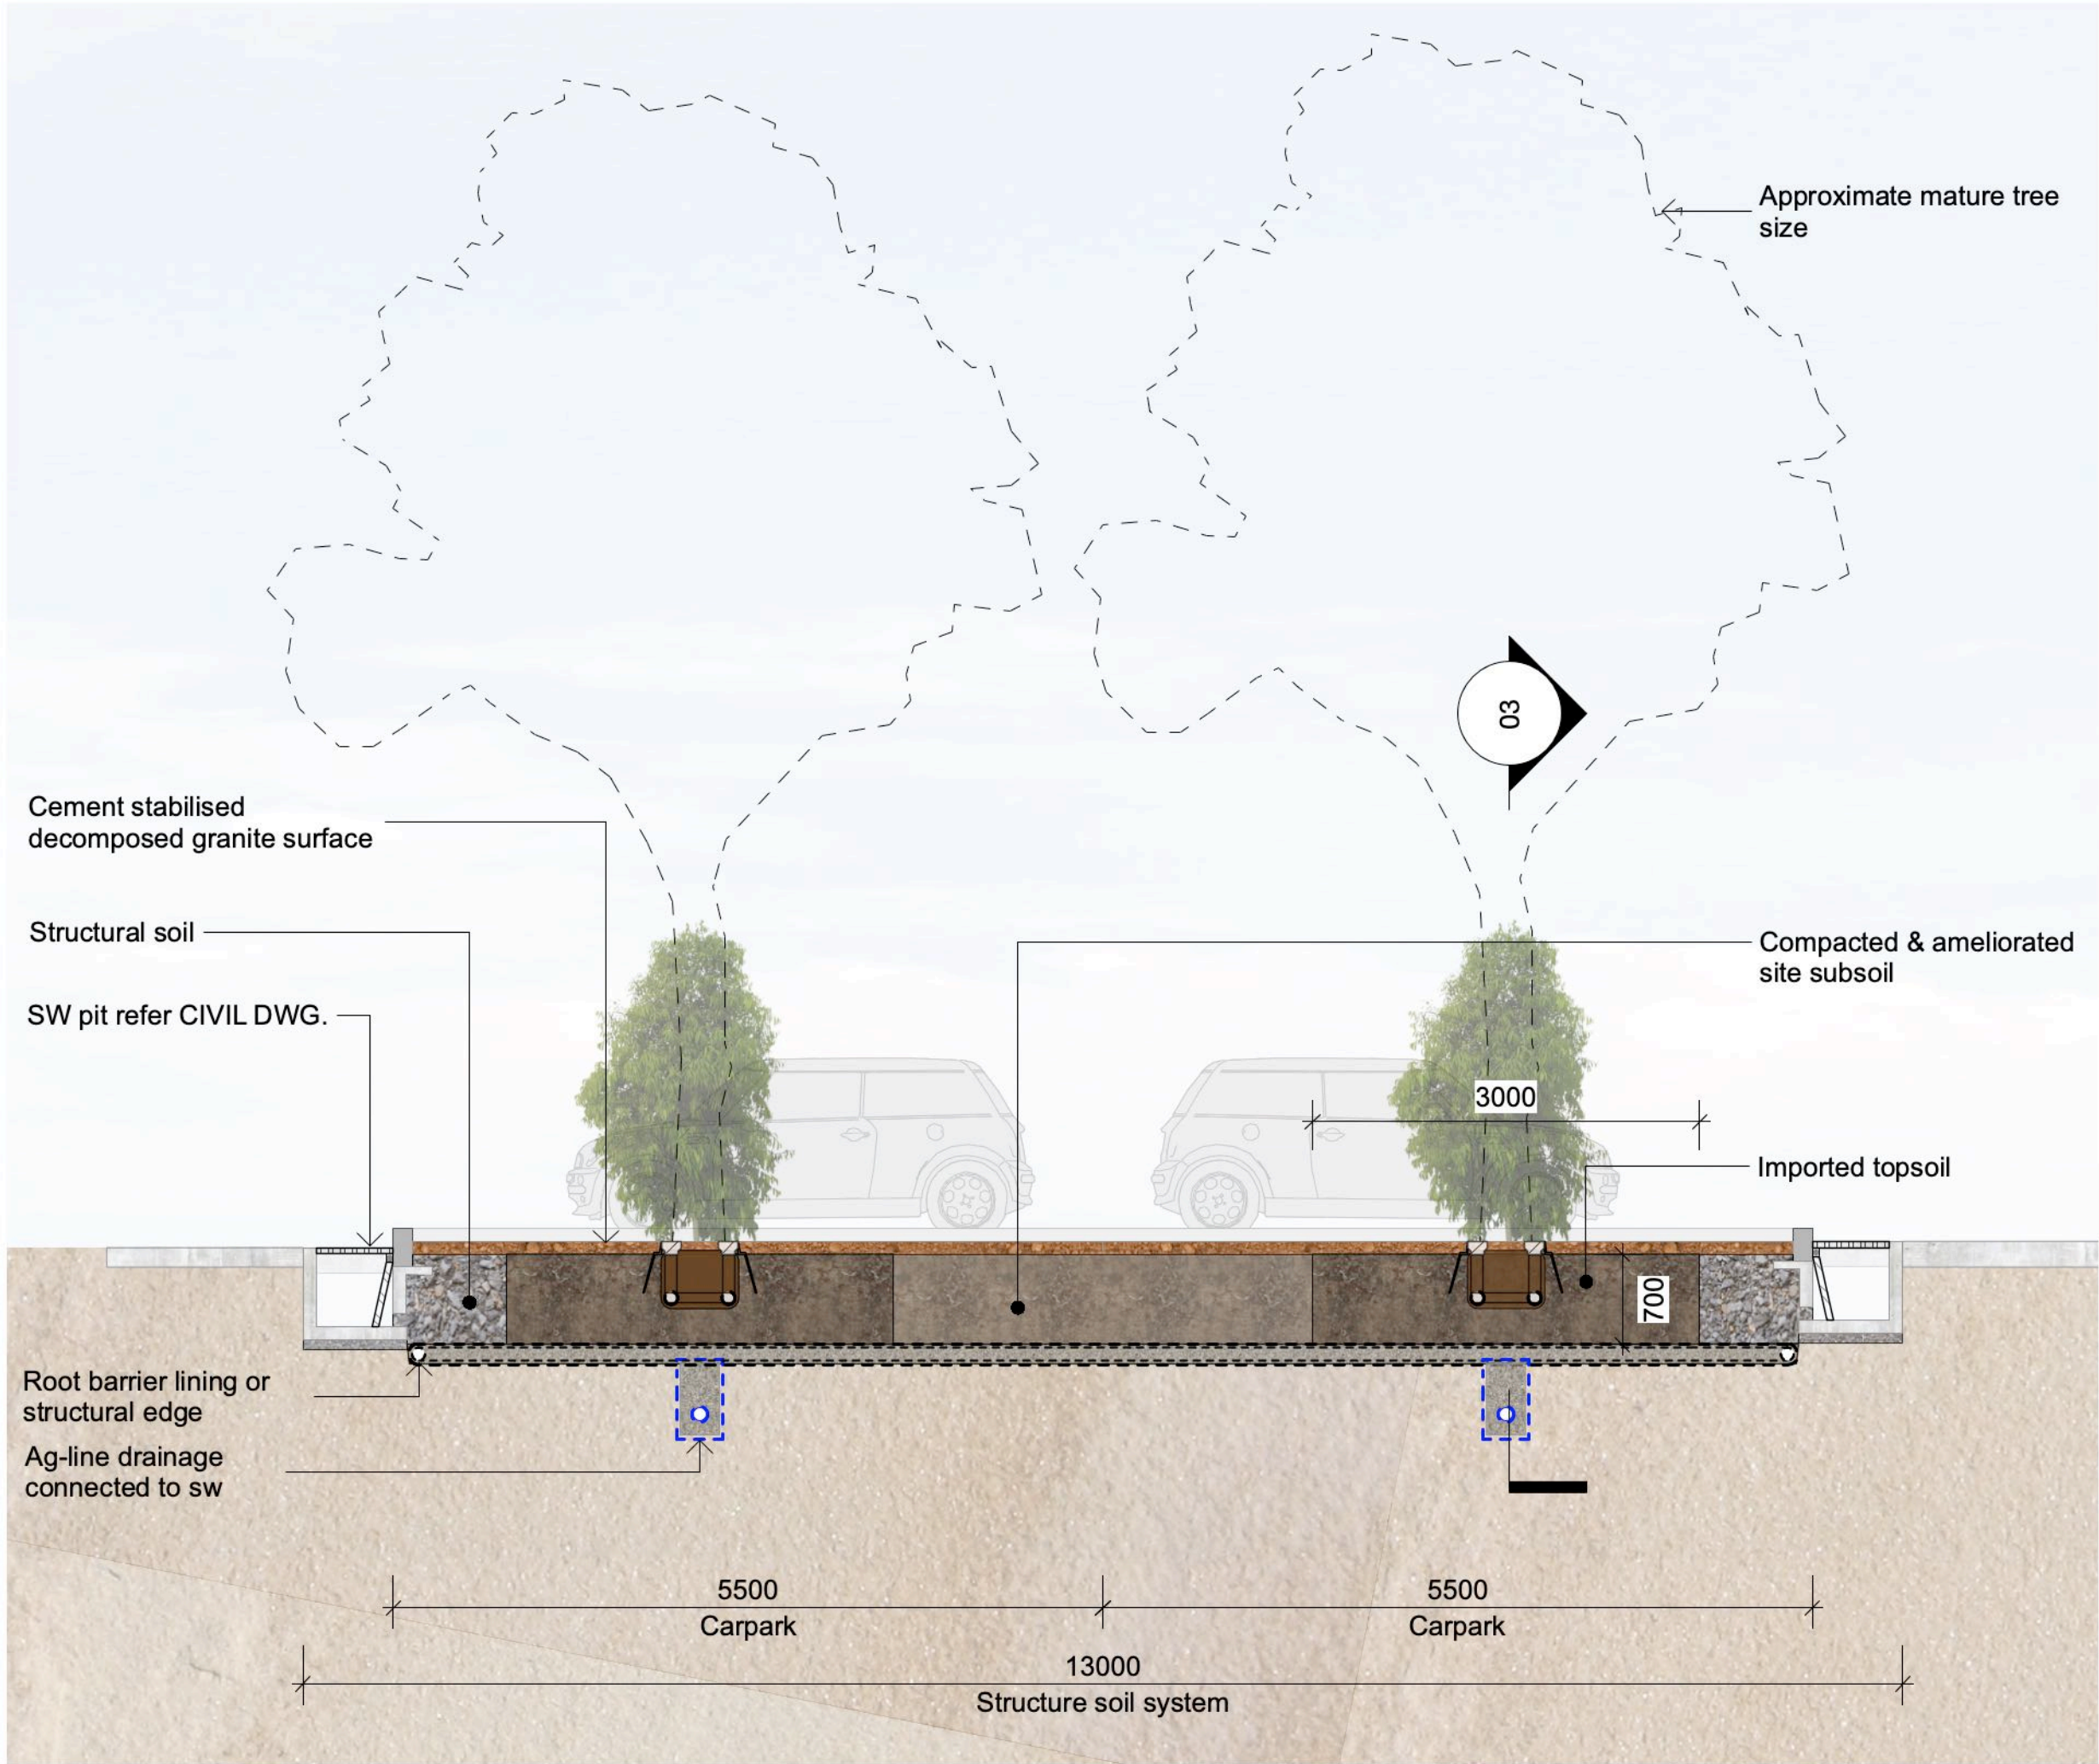 Approximate mature tree
size
03
Cement stabilised
decomposed granite surface
Structural soil
Compacted & ameliorated
site subsoil
SW pit refer CIVIL DWG.
3000
Imported topsoil
700
Root barrier lining or
structural edge
Ag-line drainage
connected to sw
5500
Carpark
5500
Carpark
13000
Structure soil system